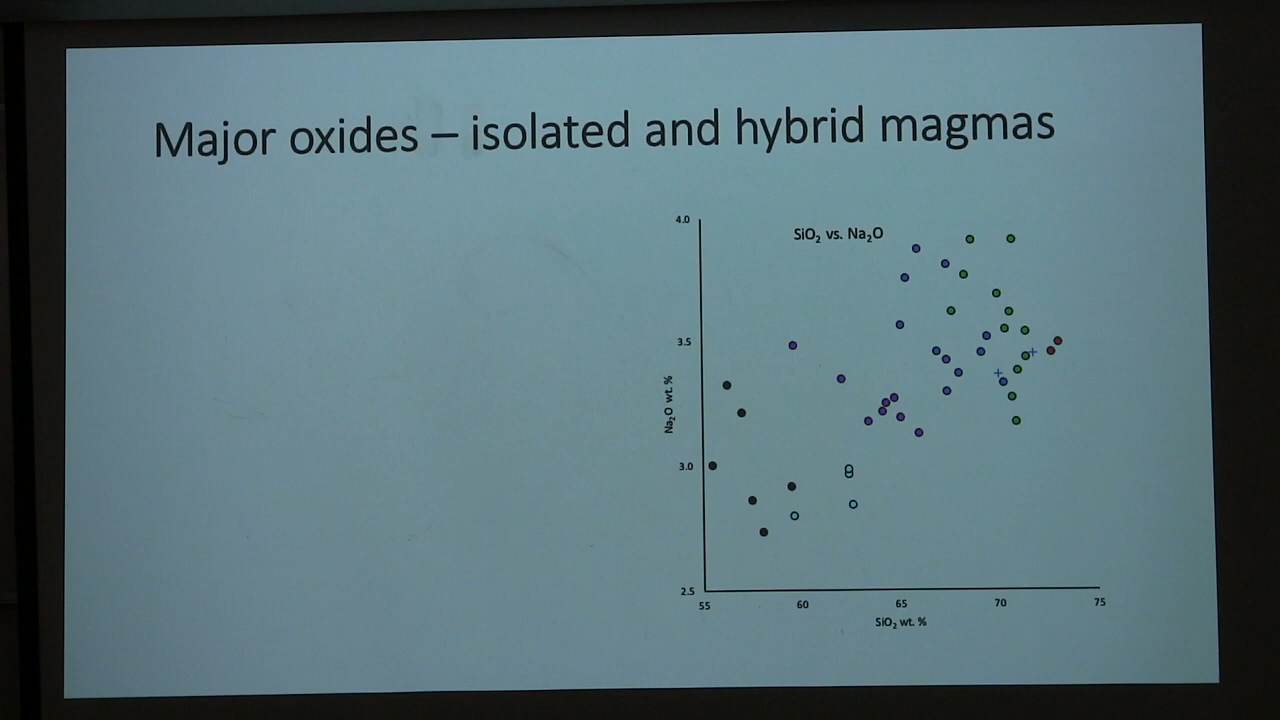 Major oxides – isolated and hybrid magmas
SiO₂ vs. Na₂O
4.0
3.5
3.0
2.5
Na₂O wt. %
55 60 65 70 75
SiO₂ wt. %